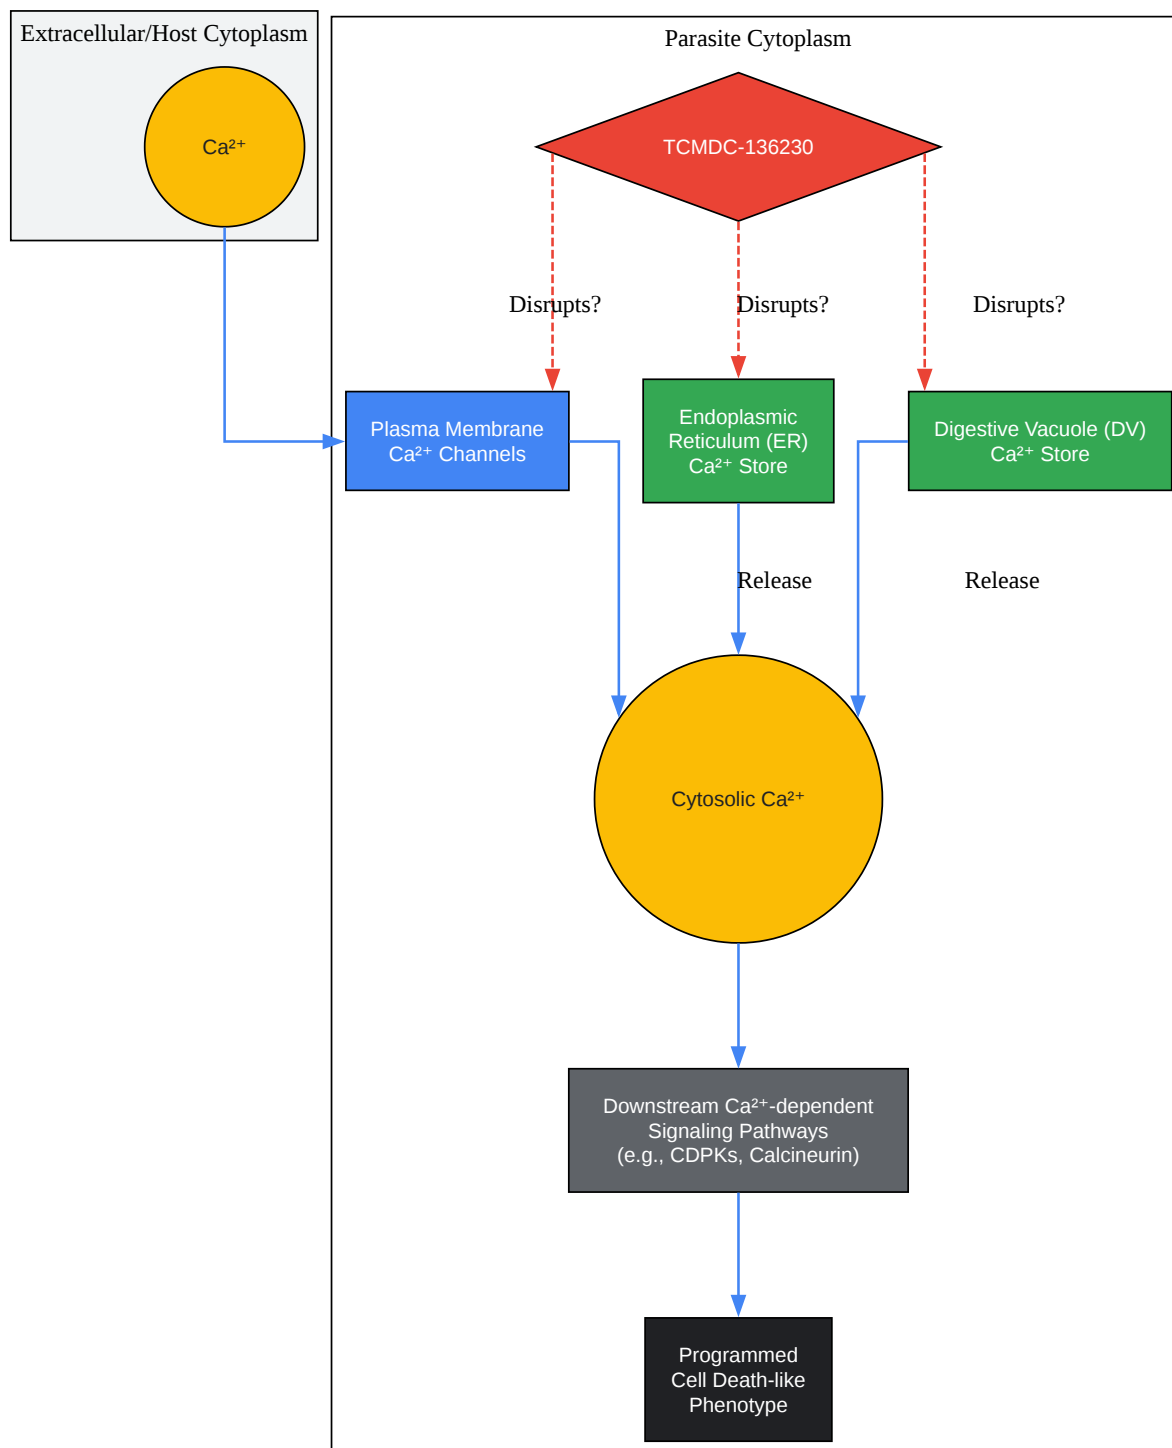 Extracellular/Host Cytoplasm
Parasite Cytoplasm
Ca²⁺
TCMDC-136230
Disrupts?
Disrupts?
Disrupts?
Plasma Membrane
Ca²⁺ Channels
Endoplasmic
Reticulum (ER)
Ca²⁺ Store
Digestive Vacuole (DV)
Ca²⁺ Store
Release
Release
Cytosolic Ca²⁺
Downstream Ca²⁺-dependent
Signaling Pathways
(e.g., CDPKs, Calcineurin)
Programmed
Cell Death-like
Phenotype